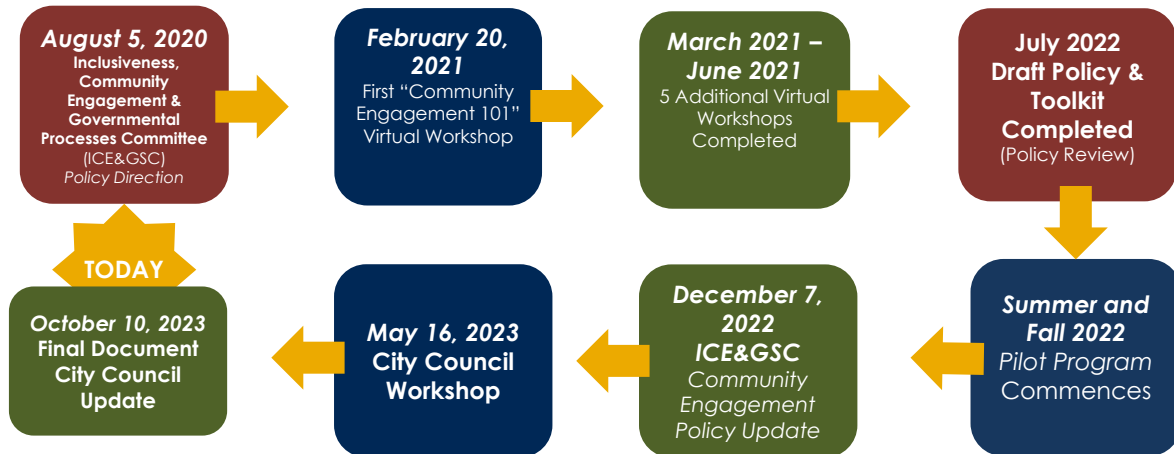 August 5, 2020
Inclusiveness,
Community
Engagement &
Governmental
Processes Committee
(ICE&GSC)
Policy Direction
February 20,
2021
First “Community
Engagement 101”
Virtual Workshop
March 2021 –
June 2021
5 Additional Virtual
Workshops
Completed
July 2022
Draft Policy &
Toolkit
Completed
(Policy Review)
Summer and
Fall 2022
Pilot Program
Commences
December 7,
2022
ICE&GSC
Community
Engagement
Policy Update
May 16, 2023
City Council
Workshop
TODAY
October 10, 2023
Final Document
City Council
Update